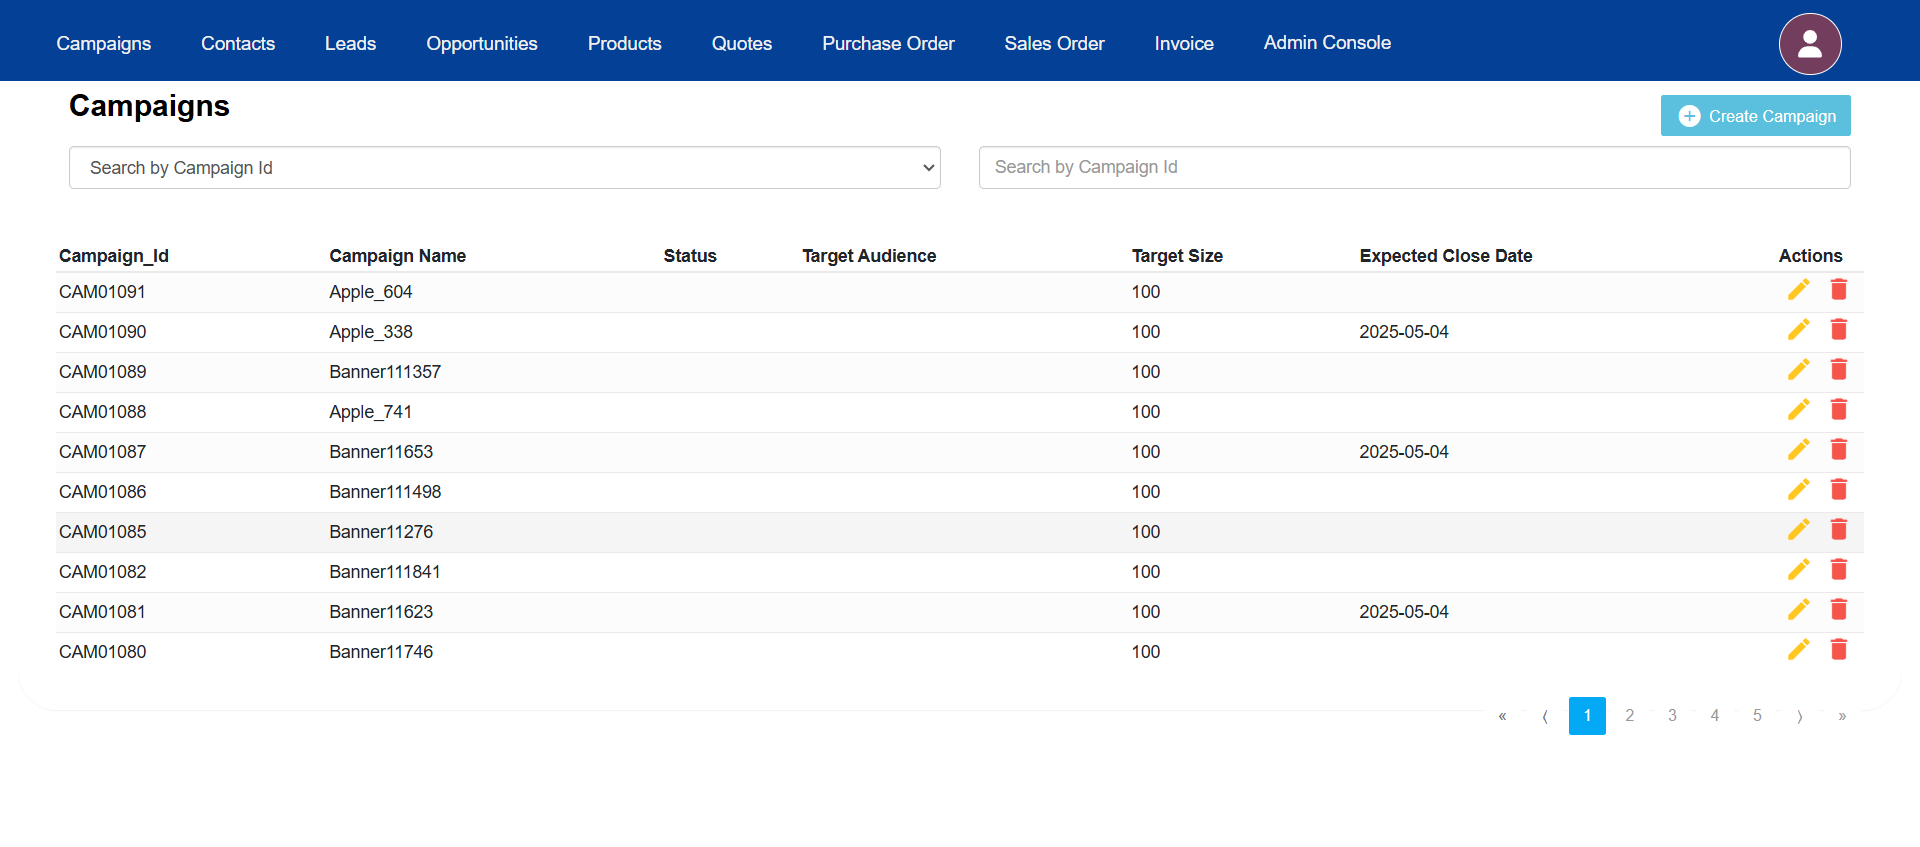 Campaigns Contacts Leads Opportunities Products Quotes Purchase Order Sales Order Invoice Admin Console
Campaigns
Create Campaign
Search by Campaign Id Search by Campaign Id
Campaign_Id Campaign Name Status Target Audience Target Size Expected Close Date Actions
CAM01091 Apple_604 100
CAM01090 Apple_338 100 2025-05-04
CAM01089 Banner111357 100
CAM01088 Apple_741 100
CAM01087 Banner11653 100 2025-05-04
CAM01086 Banner111498 100
CAM01085 Banner11276 100
CAM01082 Banner111841 100
CAM01081 Banner11623 100 2025-05-04
CAM01080 Banner11746 100
« ⟨ 1 2 3 4 5 ⟩ »